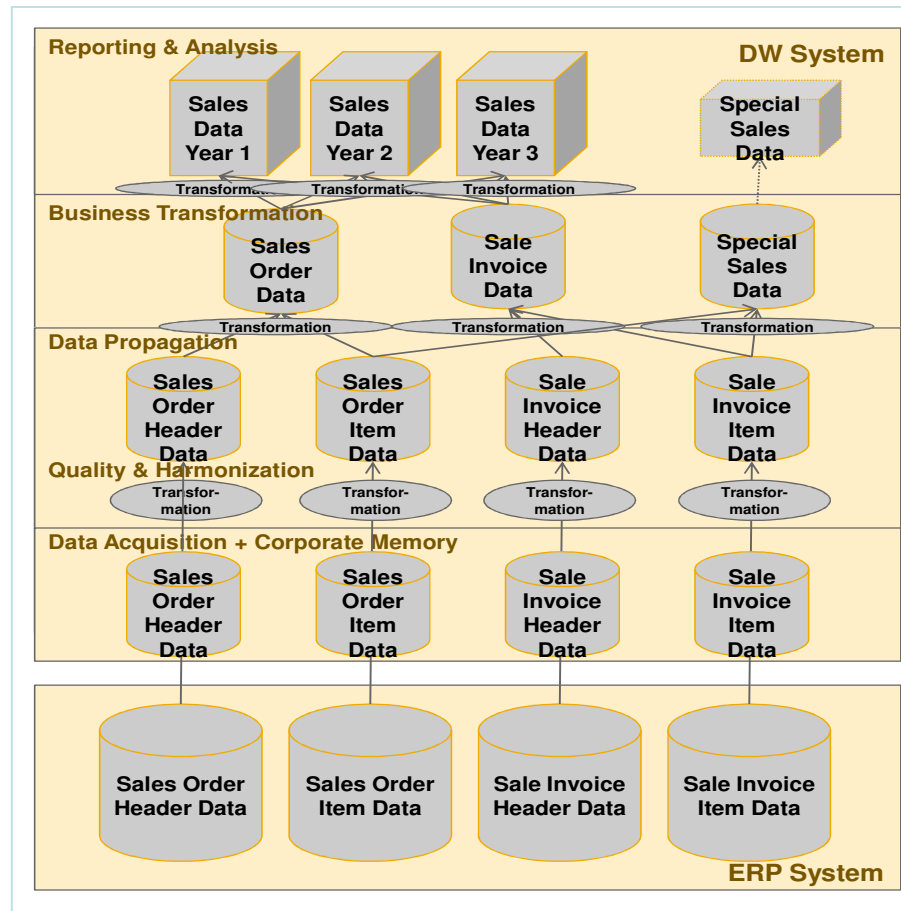 Reporting & Analysis
DW System
Sales
Data
Year 1
Sales
Data
Year 2
Sales
Data
Year 3
Special
Sales
Data
Transformation
Transformation
Transformation
Business Transformation
Sales
Order
Data
Sale
Invoice
Data
Special
Sales
Data
Transformation
Transformation
Transformation
Data Propagation
Sales
Order
Header
Data
Sales
Order
Item
Data
Sale
Invoice
Header
Data
Sale
Invoice
Item
Data
Quality & Harmonization
Transfor-
mation
Transfor-
mation
Transfor-
mation
Transfor-
mation
Data Acquisition + Corporate Memory
Sales
Order
Header
Data
Sales
Order
Item
Data
Sale
Invoice
Header
Data
Sale
Invoice
Item
Data
Sales Order
Header Data
Sales Order
Item Data
Sale Invoice
Header Data
Sale Invoice
Item Data
ERP System